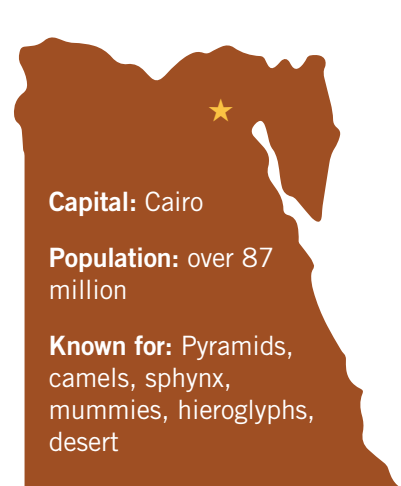 Capital: Cairo
Population: over 87
million
Known for: Pyramids,
camels, sphynx,
mummies, hieroglyphs,
desert